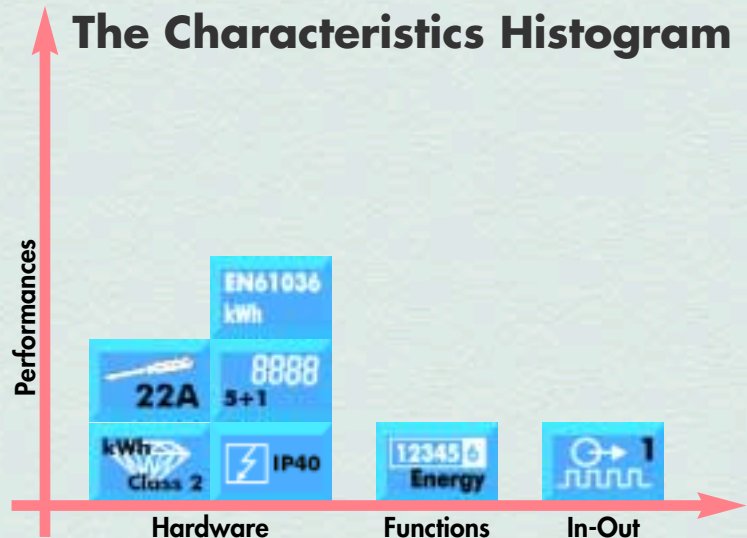 The Characteristics Histogram
Performances
EN61036
kWh
22A
8888
5+1
kWh
Class 2
IP40
12345 6
Energy
1
Hardware
Functions
In-Out